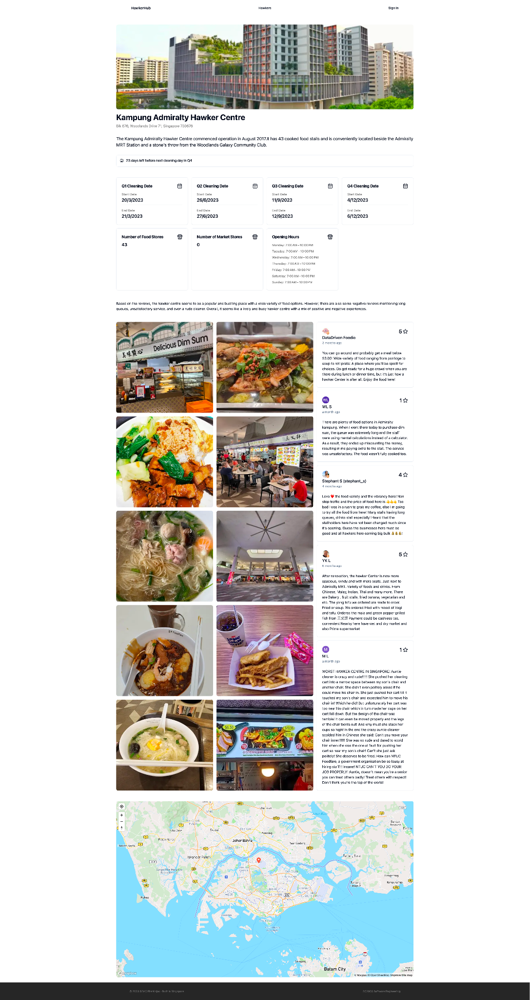 HawkerHub
Hawkers
Sign In
Kampung Admiralty Hawker Centre
Blk 676, Woodlands Drive 71, Singapore 730676
The Kampung Admiralty Hawker Centre commenced operation in August 2017.It has 43 cooked food stalls and is conveniently located beside the Admiralty
MRT Station and a stone's throw from the Woodlands Galaxy Community Club.
23 days left before next cleaning day in Q4
Q1 Cleaning Date
Start Date
20/3/2023
End Date
21/3/2023
Q2 Cleaning Date
Start Date
26/6/2023
End Date
27/6/2023
Q3 Cleaning Date
Start Date
11/9/2023
End Date
12/9/2023
Q4 Cleaning Date
Start Date
4/12/2023
End Date
6/12/2023
Number of Food Stores
43
Number of Market Stores
0
Opening Hours
Monday: 7:00 AM – 10:00 PM
Tuesday: 7:00 AM – 10:00 PM
Wednesday: 7:00 AM – 10:00 PM
Thursday: 7:00 AM – 10:00 PM
Friday: 7:00 AM – 10:00 PM
Saturday: 7:00 AM – 10:00 PM
Sunday: 7:00 AM – 10:00 PM
Based on the reviews, the hawker centre seems to be a popular and bustling place with a wide variety of food options. However, there are also some negative reviews mentioning long
queues, unsatisfactory service, and even a rude cleaner. Overall, it seems like a lively and busy hawker centre with a mix of positive and negative experiences.
美味點心
Delicious Dim Sum
三义轩
FoodFare
$6.50
$10.90
$11.90
19
20
5
DataDriven Foodie
3 months ago
You can go around and probably get a meal below
$3.00! Wide variety of food ranging from porridge to
soup to roti prata! A place where you'll be spoilt for
choices. Do get ready for a huge crowd when you are
there during lunch or dinner time, but it's just how a
hawker Center is after all. Enjoy the food here!
WL
1
WL S
a month ago
There are plenty of food options in Admiralty
kampung. When I went there today to purchase dim
sum, the queue was extremely long and the staff
were using mental calculations instead of a calculator.
As a result, they ended up miscounting the money,
resulting in me paying extra to the stall. The service
was unsatisfactory. The food wasn't fully cooked too.
4
Stephant S (stephant_s)
4 months ago
Love ❤️ the food variety and the vibrancy here! Non
stop traffic and the price of food here is 👍👍👍 Too
bad I was in a rush to grab my coffee, else I'm going
to try all the food from here! Many stalls having long
queues, drinks stall especially! Heard that the
stallholders here have not been changed much since
it's opening. Guess the businesses here must be
good and all hawkers here earning big bulk 💰💰💰!
5
YK L
6 months ago
After renovation, the hawker Center is now more
spacious, windy and with more seats. Just next to
Admiralty MRT. Variety of foods and drinks. From
Chinese, Malay, Indian, Thai and many more. There
are Bakery , fruit stalls, fried banana, vegetarian and
etc. The yong tofu we ordered are made to order.
Fried or soup. We ordered fried with mixed of Vegi
and tofu. Ordered the mala and green pepper grilled
fish from 三义轩 Payment could be cashless too,
convenient Nearby here have wet and dry market and
also Prime supermarket
M
1
M L
a month ago
WORST HAWKER CENTRE IN SINGAPORE! Auntie
cleaner is crazy and rude!!!!!! She pushed her cleaning
cart into a narrow space between my son's chair and
another chair. She didn't even politely asked if he
could move his chair in. She just pushed her cart till it
touched my son's chair and expected him to move his
chair in! Which he did! But unfortunately her cart was
too near his chair which in turn made her cups on her
cart fall down. But the design of the chair was
terrible! It can even be moved properly and the legs
of the chair bents out! And why must she stack her
cups so high! In the end the crazy auntie cleaner
scolded him in Chinese she said: Can't you move your
chair inner!!!!!! She was so rude and dared to scold
him when she was the one at fault for pushing her
cart so near my son's chair! Can't she just ask
politely! She deserves to be fired! How can NTUC
Foodfare, a government organisation be so lousy at
hiring staff!!! Insane! NTUC CAN'T YOU DO YOUR
JOB PROPERLY! Auntie, doesn't mean you're a senior
you can treat others badly! Treat others with respect!
Don't think you're the top of the world!
Ulu Tiram
Johor River
Ulu Choh
Skudai
TEBRAU
Plentong
Pekan Nanas
Johor Bahru
Pasir Gudang
Iskandar Puteri
Tanjung Surat
Pengerang
Kukup
PUNGGOL
BISHAN
Batam City
WATERFRONT
mapbox
© Mapbox © OpenStreetMap Improve this map
© 2023 SDAC FireNinjas - Built in Singapore
SC2006 Software Engineering